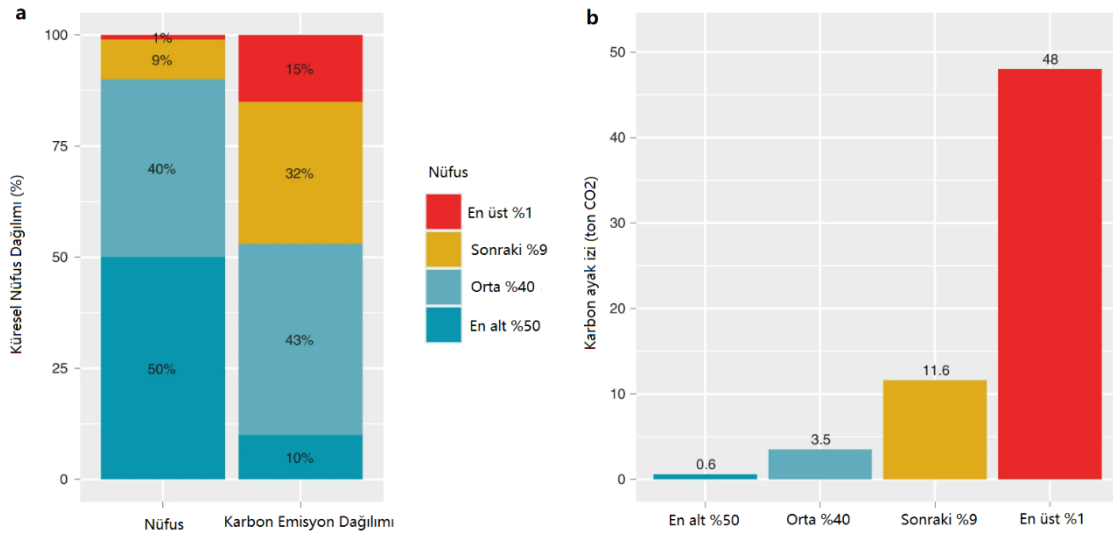 a
Küresel Nüfus Dağılımı (%)
100
75
50
25
0
1%
9%
40%
50%
15%
32%
43%
10%
Nüfus
Karbon Emisyon Dağılımı
Nüfus
En üst %1
Sonraki %9
Orta %40
En alt %50
b
Karbon ayak izi (ton CO2)
50
40
30
20
10
0
0.6
3.5
11.6
48
En alt %50
Orta %40
Sonraki %9
En üst %1